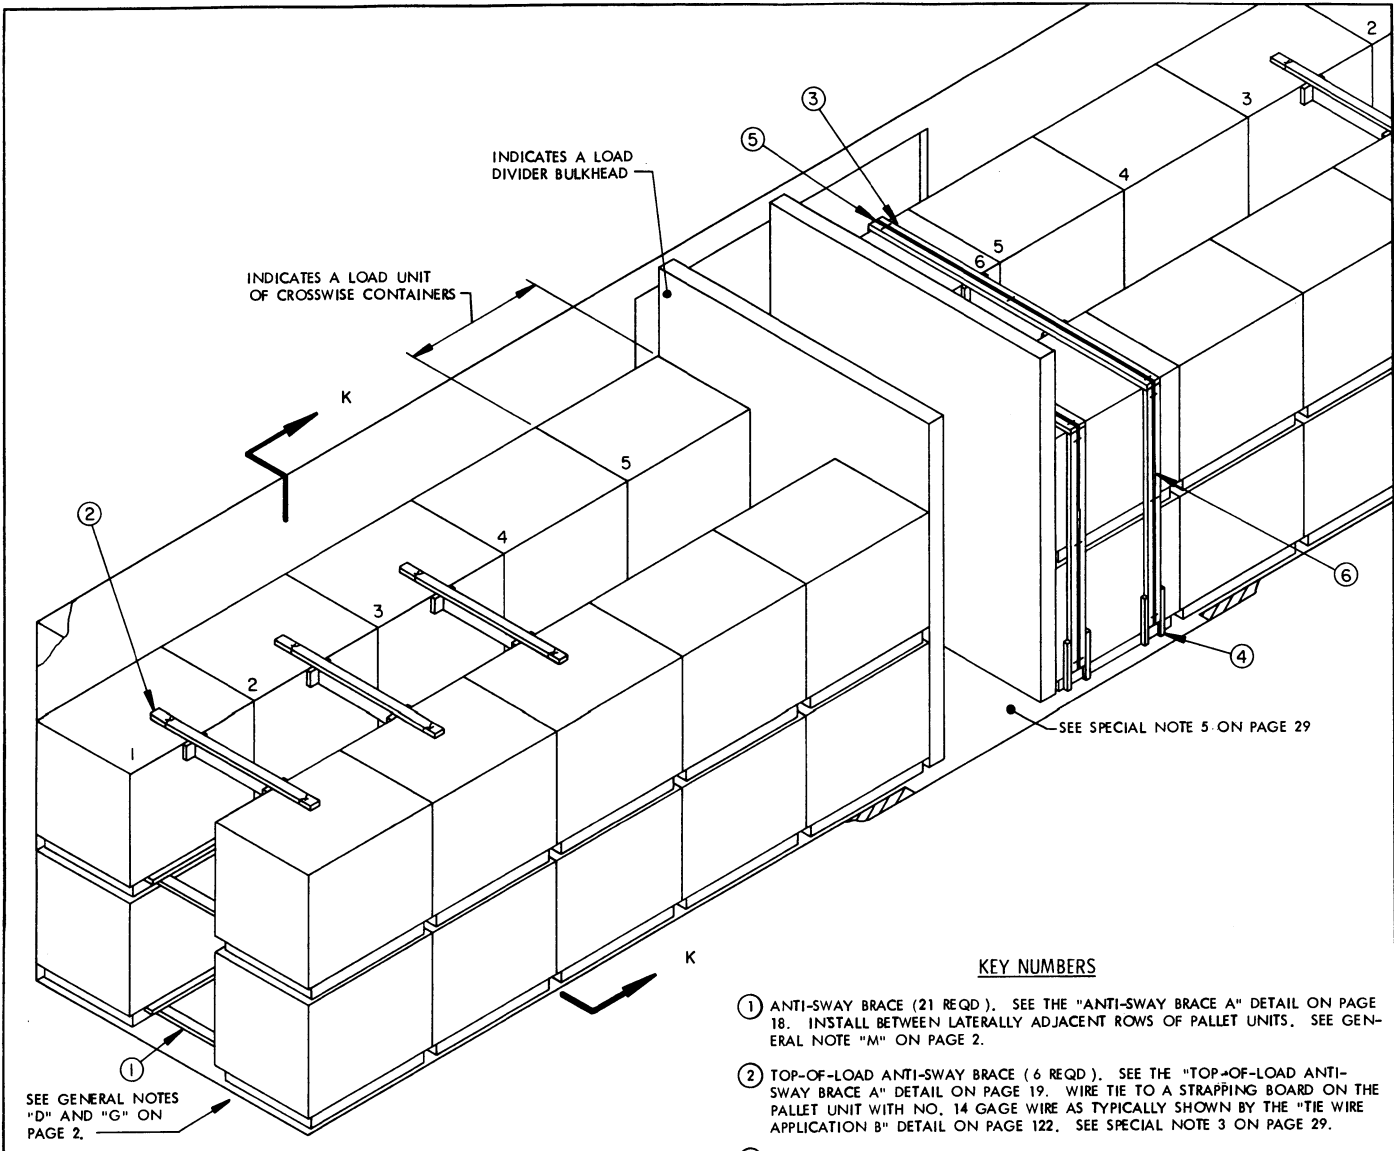 2
3
3
5
4
INDICATES A LOAD
DIVIDER BULKHEAD
5
6
INDICATES A LOAD UNIT
OF CROSSWISE CONTAINERS
K
5
2
4
6
3
4
2
SEE SPECIAL NOTE 5 ON PAGE 29
1
K
KEY NUMBERS
1 ANTI-SWAY BRACE (21 REQD). SEE THE "ANTI-SWAY BRACE A" DETAIL ON PAGE
18. INSTALL BETWEEN LATERALLY ADJACENT ROWS OF PALLET UNITS. SEE GEN-
ERAL NOTE "M" ON PAGE 2.
2 TOP-OF-LOAD ANTI-SWAY BRACE (6 REQD). SEE THE "TOP-OF-LOAD ANTI-
SWAY BRACE A" DETAIL ON PAGE 19. WIRE TIE TO A STRAPPING BOARD ON THE
PALLET UNIT WITH NO. 14 GAGE WIRE AS TYPICALLY SHOWN BY THE "TIE WIRE
APPLICATION B" DETAIL ON PAGE 122. SEE SPECIAL NOTE 3 ON PAGE 29.
1
SEE GENERAL NOTES
"D" AND "G" ON
PAGE 2.